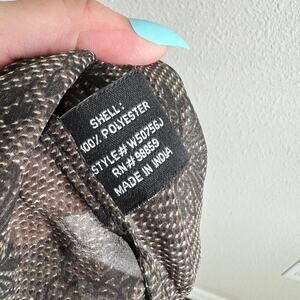 SHELL:
100% POLYESTER
STYLE# W50756J
RN# 98859
MADE IN INDIA